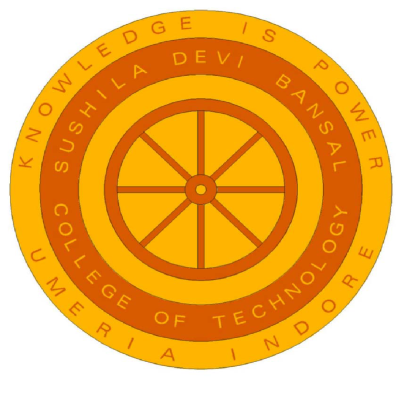 KNOWLEDGE IS POWER
SUSHILA DEVI BANSAL
COLLEGE OF TECHNOLOGY
UMERIA INDORE